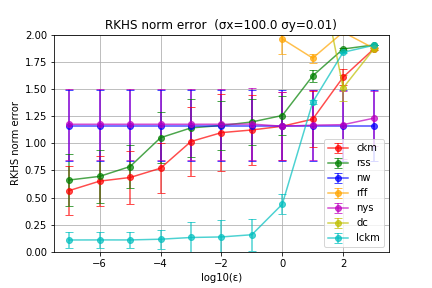 RKHS norm error (σx=100.0 σy=0.01)
RKHS norm error
2.00
1.75
1.50
1.25
1.00
0.75
0.50
0.25
0.00
ckm
rss
nw
rff
nys
dc
lckm
−6
−4
−2
0
2
log10(ε)